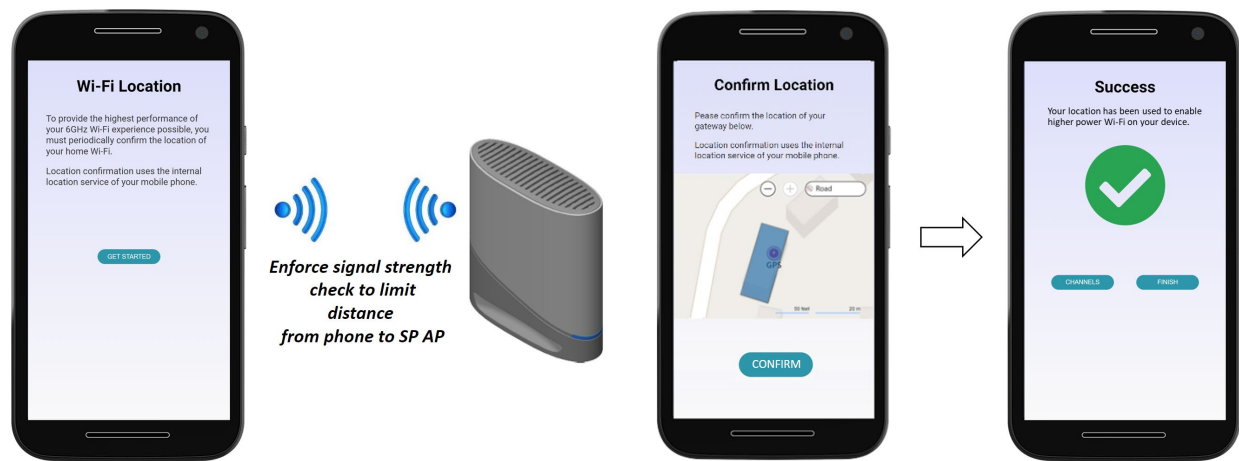 Wi-Fi Location
To provide the highest performance of
your 6GHz Wi-Fi experience possible, you
must periodically confirm the location of
your home Wi-Fi.
Location confirmation uses the internal
location service of your mobile phone.
GET STARTED
Enforce signal strength
check to limit
distance
from phone to SP AP
Confirm Location
Pease confirm the location of your
gateway below.
Location confirmation uses the internal
location service of your mobile phone.
Road
GPS
50 feet
20 m
CONFIRM
Success
Your location has been used to enable
higher power Wi-Fi on your device.
CHANNELS
FINISH